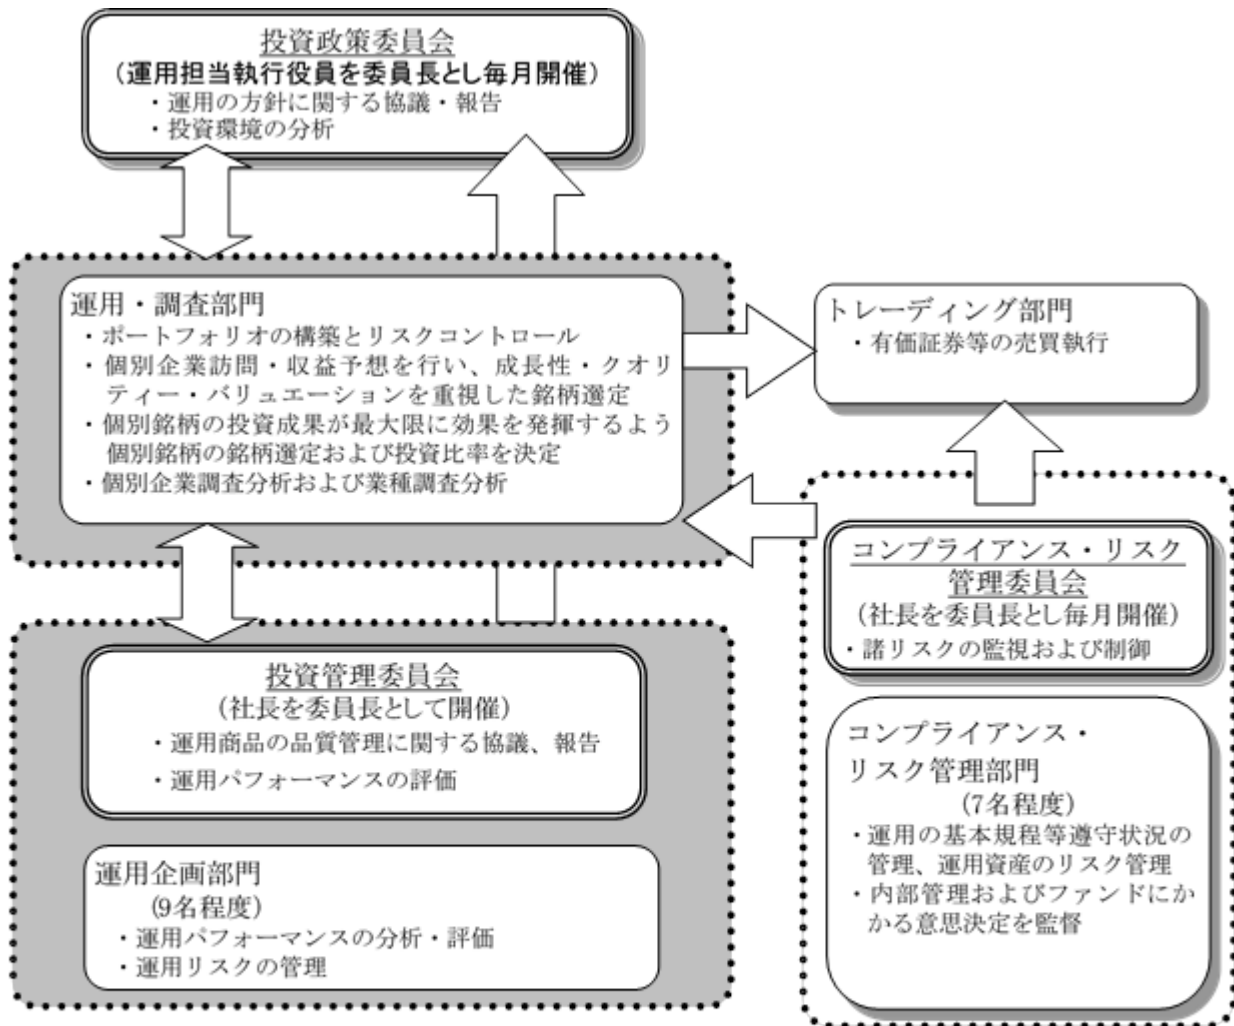 投資政策委員会
(運用担当執行役員を委員長とし毎月開催)
・運用の方針に関する協議・報告
・投資環境の分析
運用・調査部門
・ポートフォリオの構築とリスクコントロール
・個別企業訪問・収益予想を行い、成長性・クオリ
ティー・バリュエーションを重視した銘柄選定
・個別銘柄の投資成果が最大限に効果を発揮するよう
個別銘柄の銘柄選定および投資比率を決定
・個別企業調査分析および業種調査分析
トレーディング部門
・有価証券等の売買執行
投資管理委員会
(社長を委員長として開催)
・運用商品の品質管理に関する協議、報告
・運用パフォーマンスの評価
運用企画部門
(9名程度)
・運用パフォーマンスの分析・評価
・運用リスクの管理
コンプライアンス・リスク
管理委員会
(社長を委員長とし毎月開催)
・諸リスクの監視および制御
コンプライアンス・
リスク管理部門
(7名程度)
・運用の基本規程等遵守状況の
管理、運用資産のリスク管理
・内部管理およびファンドにか
かる意思決定を監督